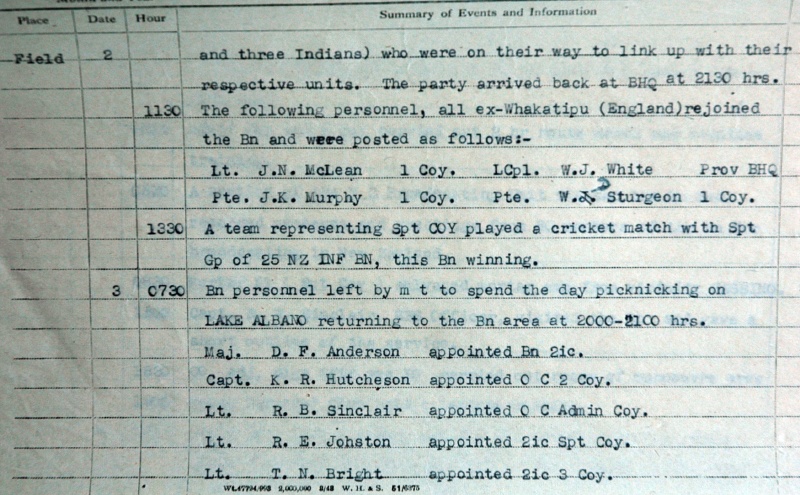 Summary of Events and Information
Place Date Hour
Field 2 and three Indians) who were on their way to link up with their
respective units. The party arrived back at BHQ at 2130 hrs.
1130 The following personnel, all ex-Whakatipu (England)rejoined
the Bn and were posted as follows:-
Lt. J.N. McLean 1 Coy. LCpl. W.J. White Prov BHQ
Pte. J.K. Murphy 1 Coy. Pte. W.J. Sturgeon 1 Coy.
1330 A team representing Spt COY played a cricket match with Spt
Gp of 25 NZ INF BN, this Bn winning.
3 0730 Bn personnel left by m t to spend the day picknicking on
LAKE ALBANO returning to the Bn area at 2000-2100 hrs.
Maj. D. F. Anderson appointed Bn 2ic.
Capt. K. R. Hutcheson appointed O C 2 Coy.
Lt. R. B. Sinclair appointed O C Admin Coy.
Lt. R. E. Johston appointed 2ic Spt Coy.
Lt. T. N. Bright appointed 2ic 3 Coy.
2,000,000 W. H. & S. 51/6375